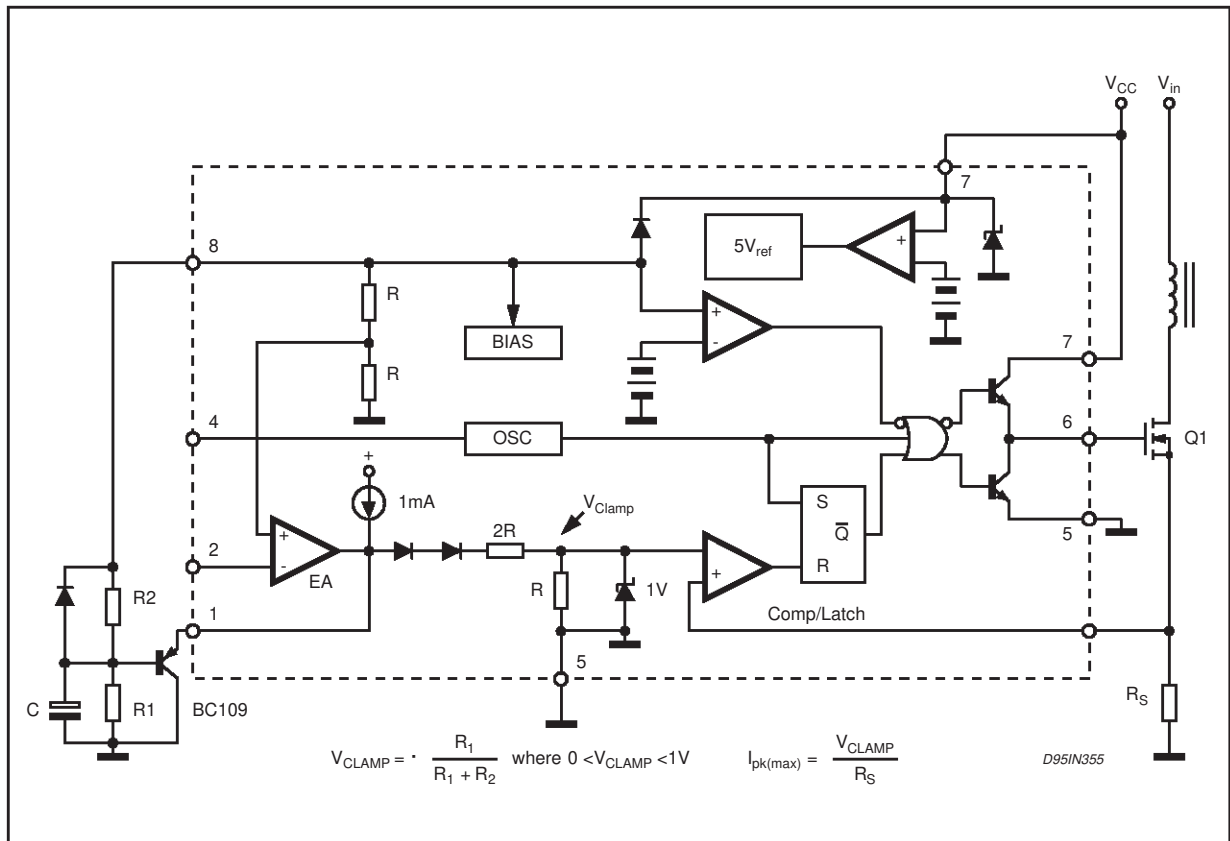 VCC Vin
7
8
5Vref
+
R
+
-
BIAS
R
7
4
OSC
6
Q1
+
1mA
VClamp
S
5
2
+
-
EA
2R
Q̅
R
R2
R
1V
+
1
Comp/Latch
5
C
R1
BC109
RS
VCLAMP = · R1 / (R1 + R2) where 0 <VCLAMP <1V Ipk(max) = VCLAMP / RS
D95IN355